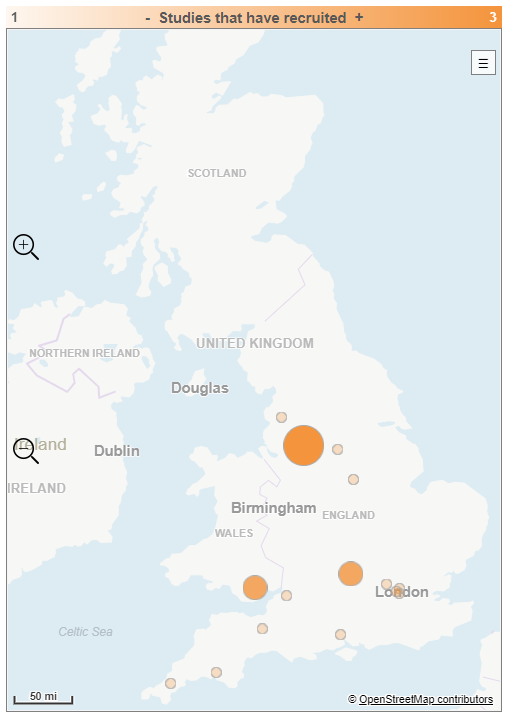 1 - Studies that have recruited + 3
SCOTLAND
UNITED KINGDOM
NORTHERN IRELAND
Douglas
Ireland
Dublin
IRELAND
Birmingham
ENGLAND
WALES
London
Celtic Sea
50 mi
© OpenStreetMap contributors